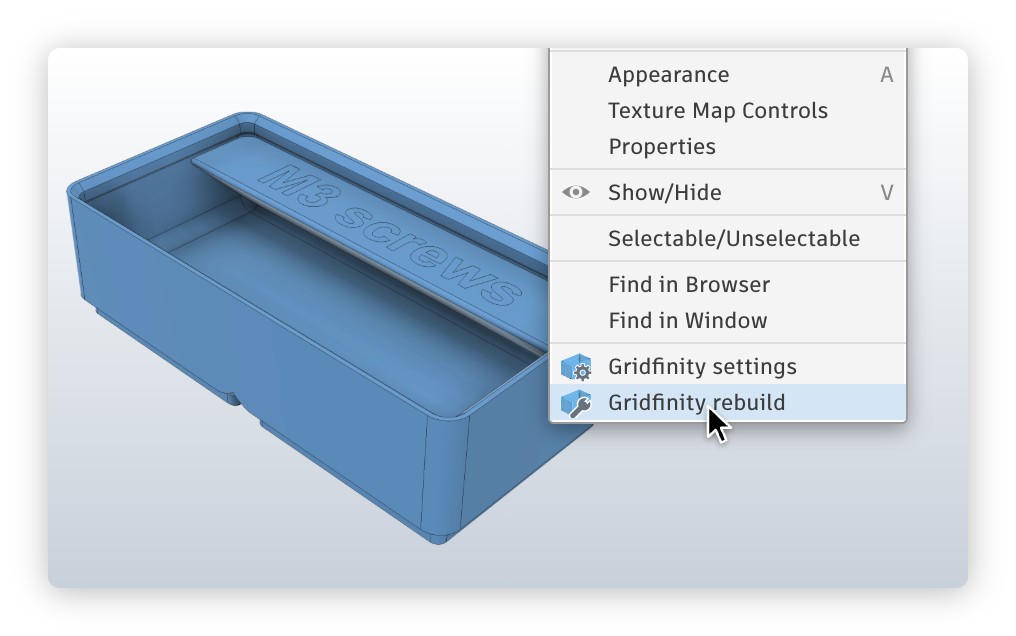 M3 screws
Appearance A
Texture Map Controls
Properties
Show/Hide V
Selectable/Unselectable
Find in Browser
Find in Window
Gridfinity settings
Gridfinity rebuild